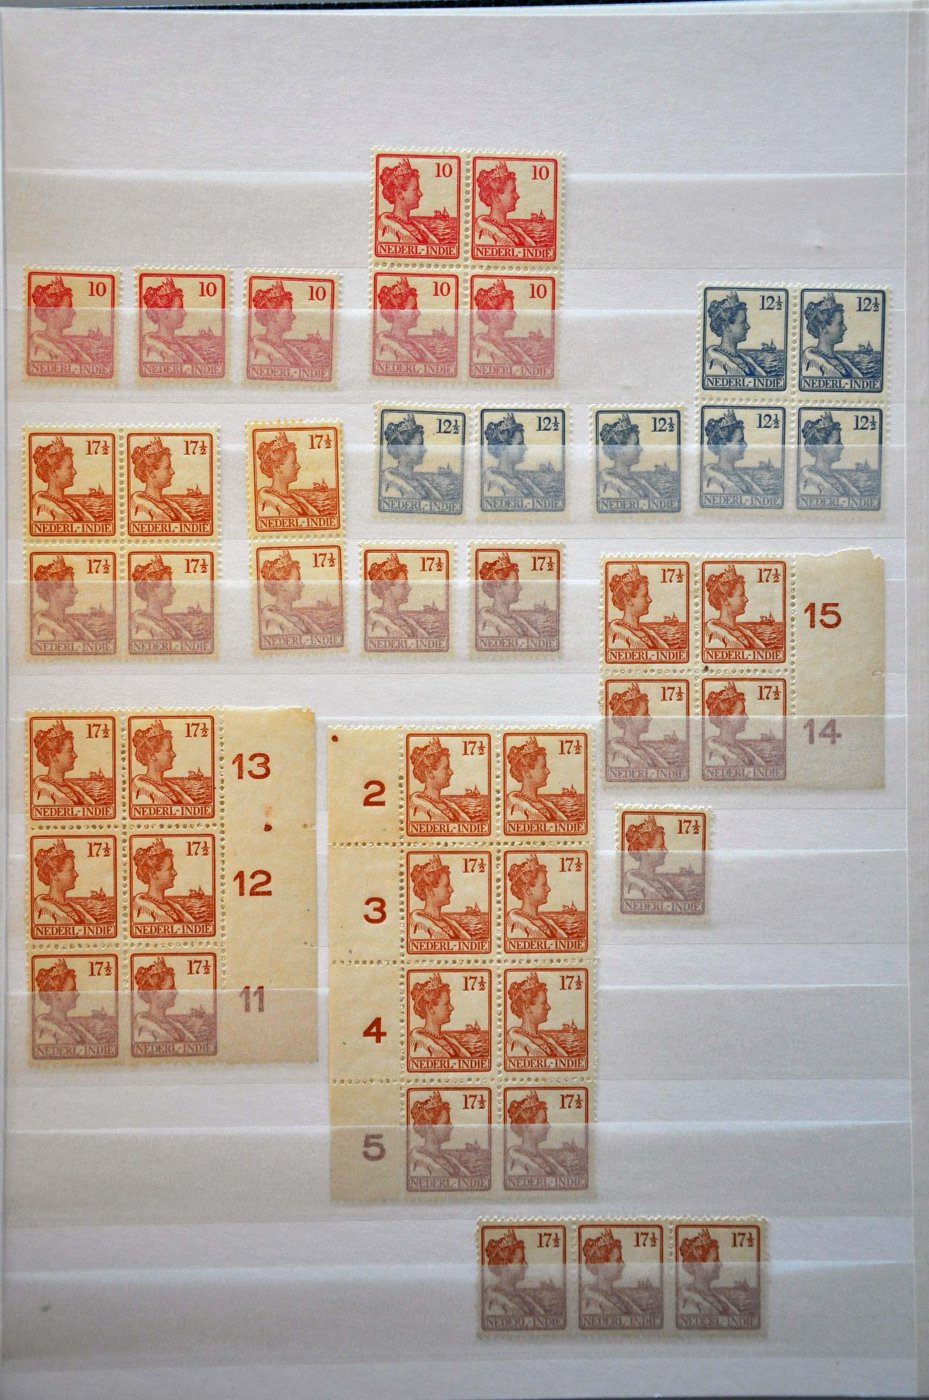 10 10
NEDERL-INDIE NEDERL-INDIE
10 10 10 10 10
NEDERL-INDIE NEDERL-INDIE NEDERL-INDIE NEDERL-INDIE NEDERL-INDIE
12½ 12½
NEDERL-INDIE NEDERL-INDIE
12½ 12½ 12½ 12½ 12½
NEDERL-INDIE NEDERL-INDIE NEDERL-INDIE NEDERL-INDIE NEDERL-INDIE
17½ 17½ 17½
NEDERL-INDIE NEDERL-INDIE NEDERL-INDIE
17½ 17½ 17½ 17½ 17½
NEDERL-INDIE NEDERL-INDIE NEDERL-INDIE NEDERL-INDIE NEDERL-INDIE
17½ 17½ 15
NEDERL-INDIE NEDERL-INDIE
17½ 17½ 14
NEDERL-INDIE NEDERL-INDIE
17½ 17½ 13
NEDERL-INDIE NEDERL-INDIE
17½ 17½ 12
NEDERL-INDIE NEDERL-INDIE
17½ 17½ 11
NEDERL-INDIE NEDERL-INDIE
2 17½ 17½
NEDERL-INDIE NEDERL-INDIE
3 17½ 17½
NEDERL-INDIE NEDERL-INDIE
4 17½ 17½
NEDERL-INDIE NEDERL-INDIE
5 17½ 17½
NEDERL-INDIE NEDERL-INDIE
17½
NEDERL-INDIE
17½ 17½ 17½
NEDERL-INDIE NEDERL-INDIE NEDERL-INDIE